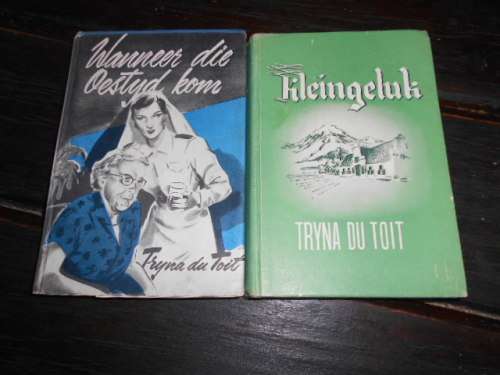 Wanneer die
Oestyd kom
Tryna du Toit
Kleingeluk
TRYNA DU TOIT